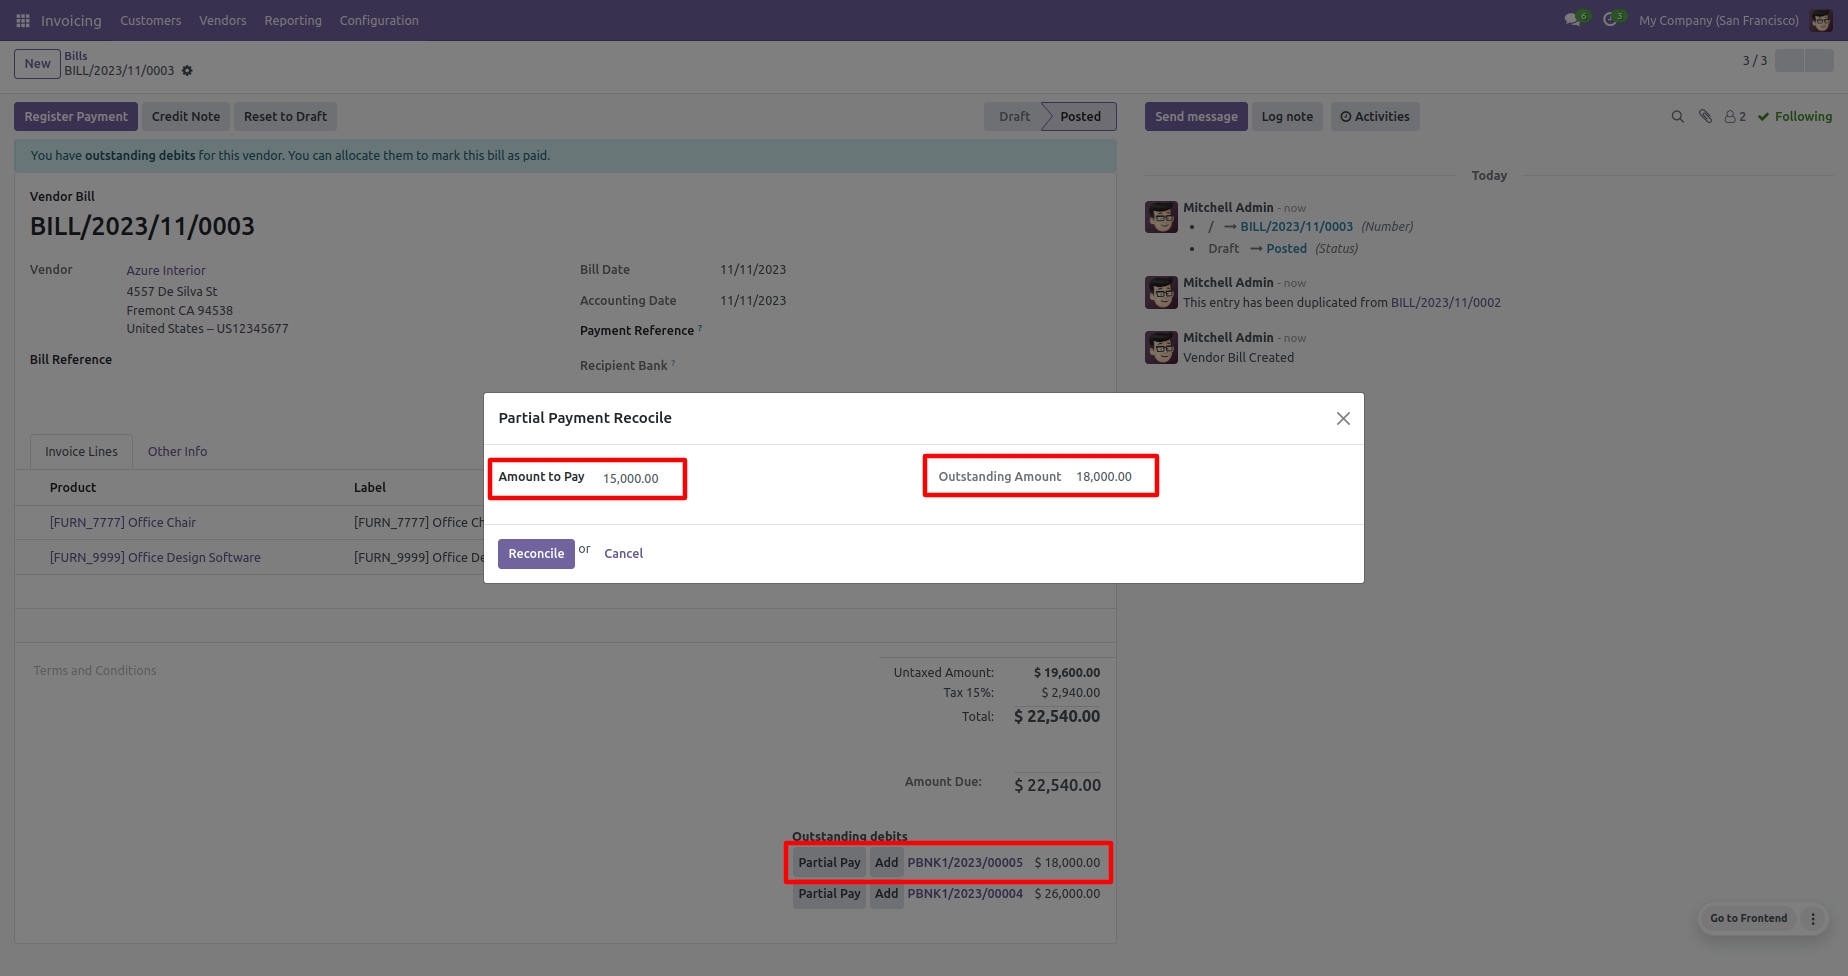 Invoicing Customers Vendors Reporting Configuration 6 3 My Company (San Francisco)
New Bills
BILL/2023/11/0003
3 / 3
Register Payment Credit Note Reset to Draft Draft Posted Send message Log note Activities 2 Following
You have outstanding debits for this vendor. You can allocate them to mark this bill as paid.
Vendor Bill
BILL/2023/11/0003
Vendor Azure Interior
4557 De Silva St
Fremont CA 94538
United States – US12345677
Bill Reference
Bill Date 11/11/2023
Accounting Date 11/11/2023
Payment Reference ?
Recipient Bank ?
Today
Mitchell Admin - now
• / → BILL/2023/11/0003 (Number)
• Draft → Posted (Status)
Mitchell Admin - now
This entry has been duplicated from BILL/2023/11/0002
Mitchell Admin - now
Vendor Bill Created
Partial Payment Recocile
Amount to Pay 15,000.00 Outstanding Amount 18,000.00
Reconcile or Cancel
Invoice Lines Other Info
Product Label
[FURN_7777] Office Chair [FURN_7777] Office Ch
[FURN_9999] Office Design Software [FURN_9999] Office De
Terms and Conditions
Untaxed Amount: $ 19,600.00
Tax 15%: $ 2,940.00
Total: $ 22,540.00
Amount Due: $ 22,540.00
Outstanding debits
Partial Pay Add PBNK1/2023/00005 $ 18,000.00
Partial Pay Add PBNK1/2023/00004 $ 26,000.00
Go to Frontend